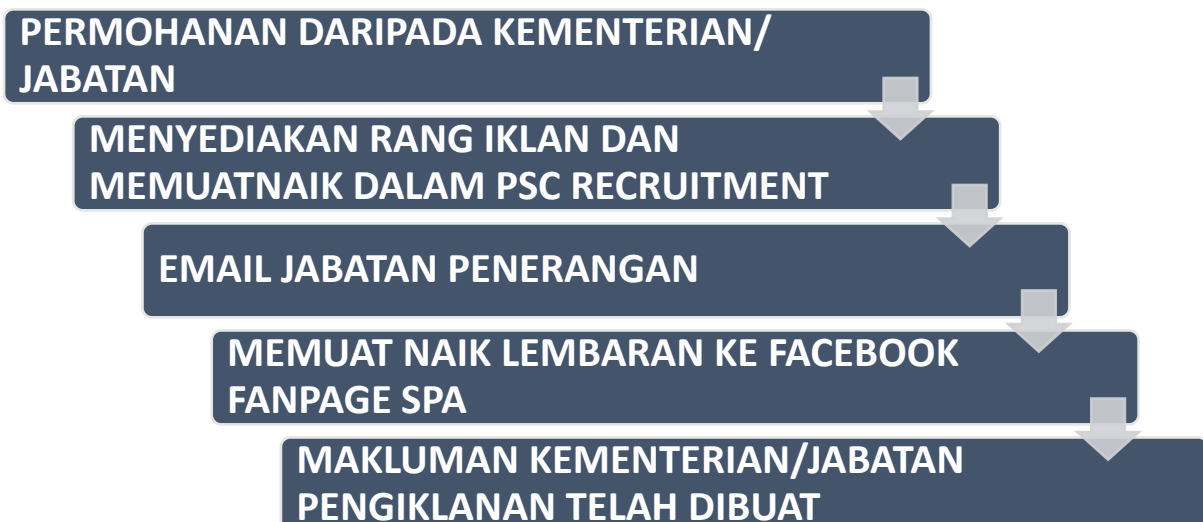 PERMOHANAN DARIPADA KEMENTERIAN/
JABATAN
MENYEDIAKAN RANG IKLAN DAN
MEMUATNAIK DALAM PSC RECRUITMENT
EMAIL JABATAN PENERANGAN
MEMUAT NAIK LEMBARAN KE FACEBOOK
FANPAGE SPA
MAKLUMAN KEMENTERIAN/JABATAN
PENGIKLANAN TELAH DIBUAT